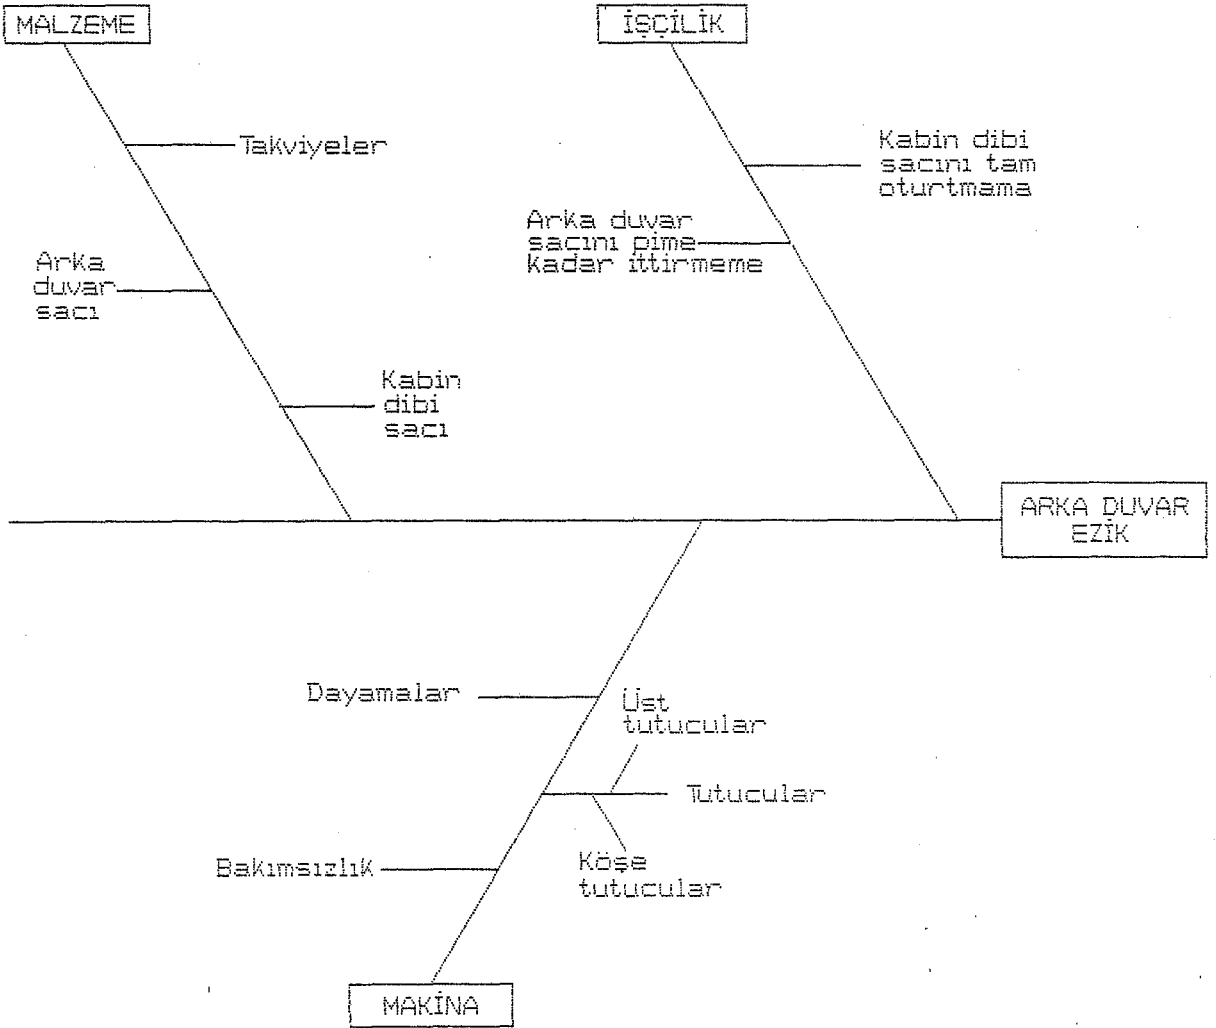 MALZEME
İŞÇİLİK
Takviyeler
Kabin dibi
sacını tam
oturtmama
Arka duvar
sacını pime
kadar ittirmeme
Arka
duvar
sacı
Kabin
dibi
sacı
ARKA DUVAR
EZİK
Dayamalar
Üst
tutucular
Tutucular
Bakımsızlık
Köşe
tutucular
MAKİNA